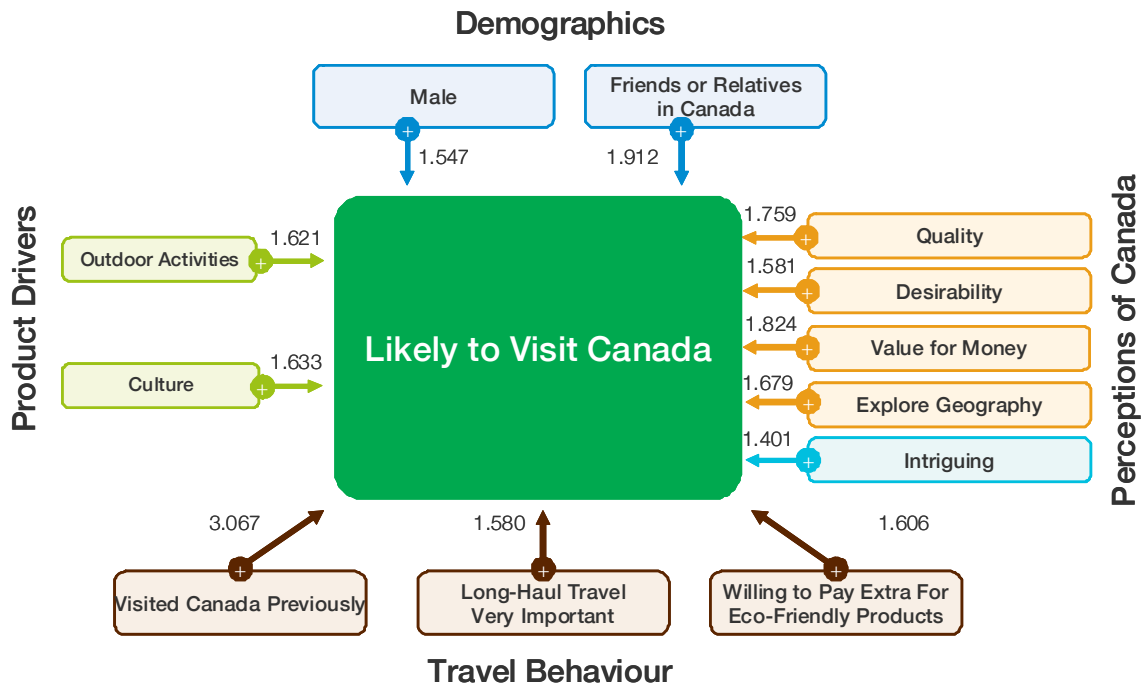 Demographics
Male
Friends or Relatives
in Canada
1.547
1.912
Product Drivers
Outdoor Activities
1.621
Culture
1.633
Likely to Visit Canada
Perceptions of Canada
1.759
Quality
1.581
Desirability
1.824
Value for Money
1.679
Explore Geography
1.401
Intriguing
3.067
1.580
1.606
Visited Canada Previously
Long-Haul Travel
Very Important
Willing to Pay Extra For
Eco-Friendly Products
Travel Behaviour